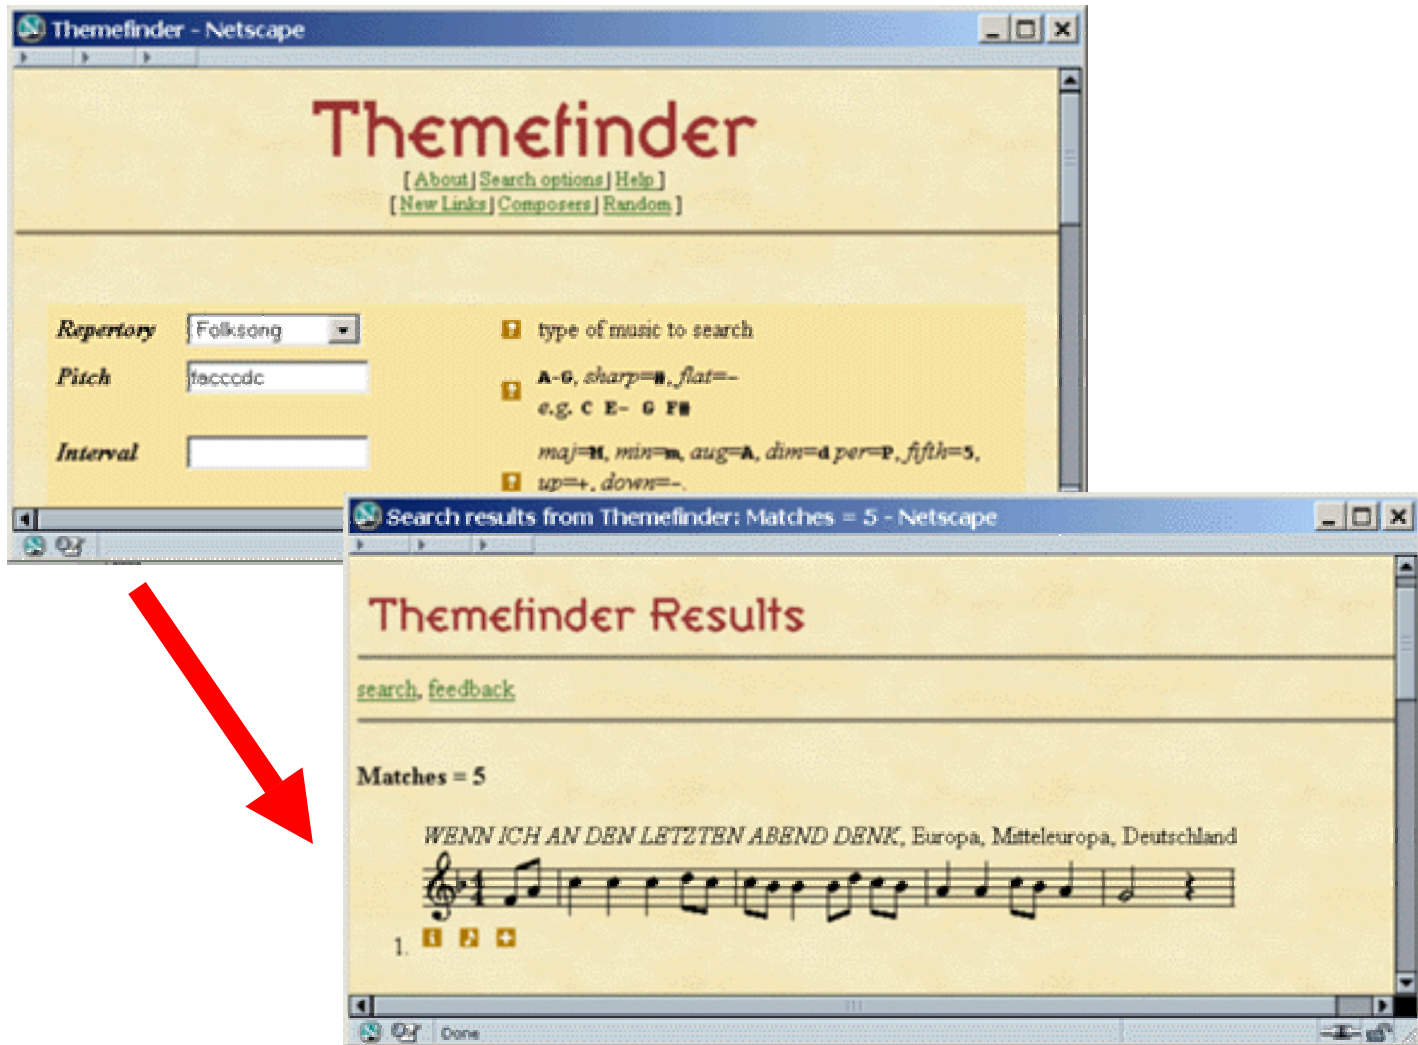 Themefinder - Netscape
Themefinder
[ About | Search options | Help ]
[ New Links | Composers | Random ]
Repertory Folksong ? type of music to search
Pitch facccdc ? A-G, sharp=#, flat=-
e.g. C E- G F#
Interval maj=M, min=m, aug=A, dim=d per=P, fifth=5,
? up=+, down=-.
Search results from Themefinder: Matches = 5 - Netscape
Themefinder Results
search, feedback
Matches = 5
WENN ICH AN DEN LETZTEN ABEND DENK, Europa, Mitteleuropa, Deutschland
1.
Done